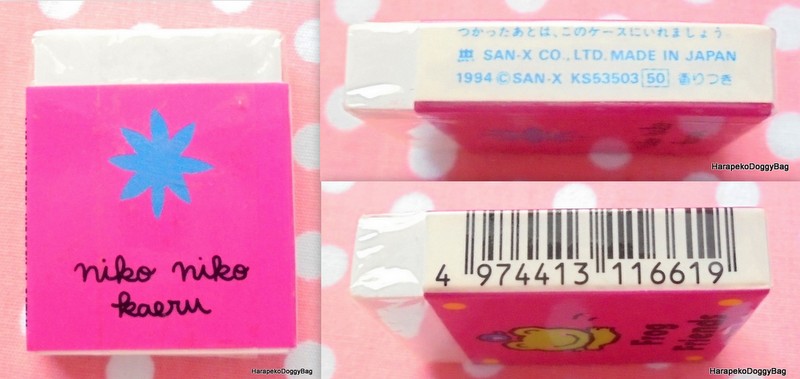 niko niko
kaeru
HarapekoDoggyBag
つかったあとは、このケースにいれましょう。
SAN-X CO., LTD. MADE IN JAPAN
1994 ©SAN-X KS53503 50 香りつき
HarapekoDoggyBag
4 974413 116619
Frog
Friends
HarapekoDoggyBag